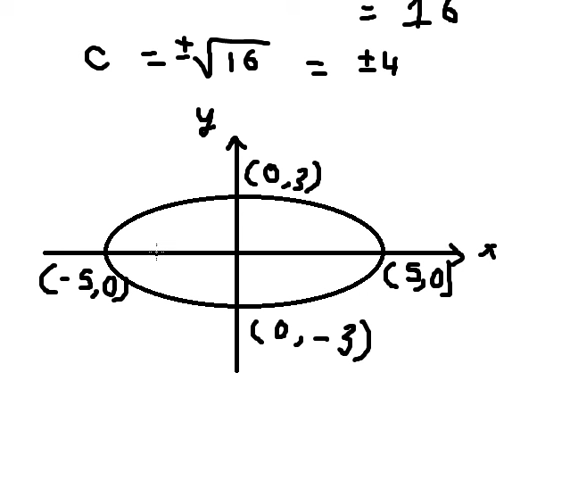 = 16
c = ±√16 = ±4
y
(0,3)
x
(-5,0)
(5,0]
(0,-3)